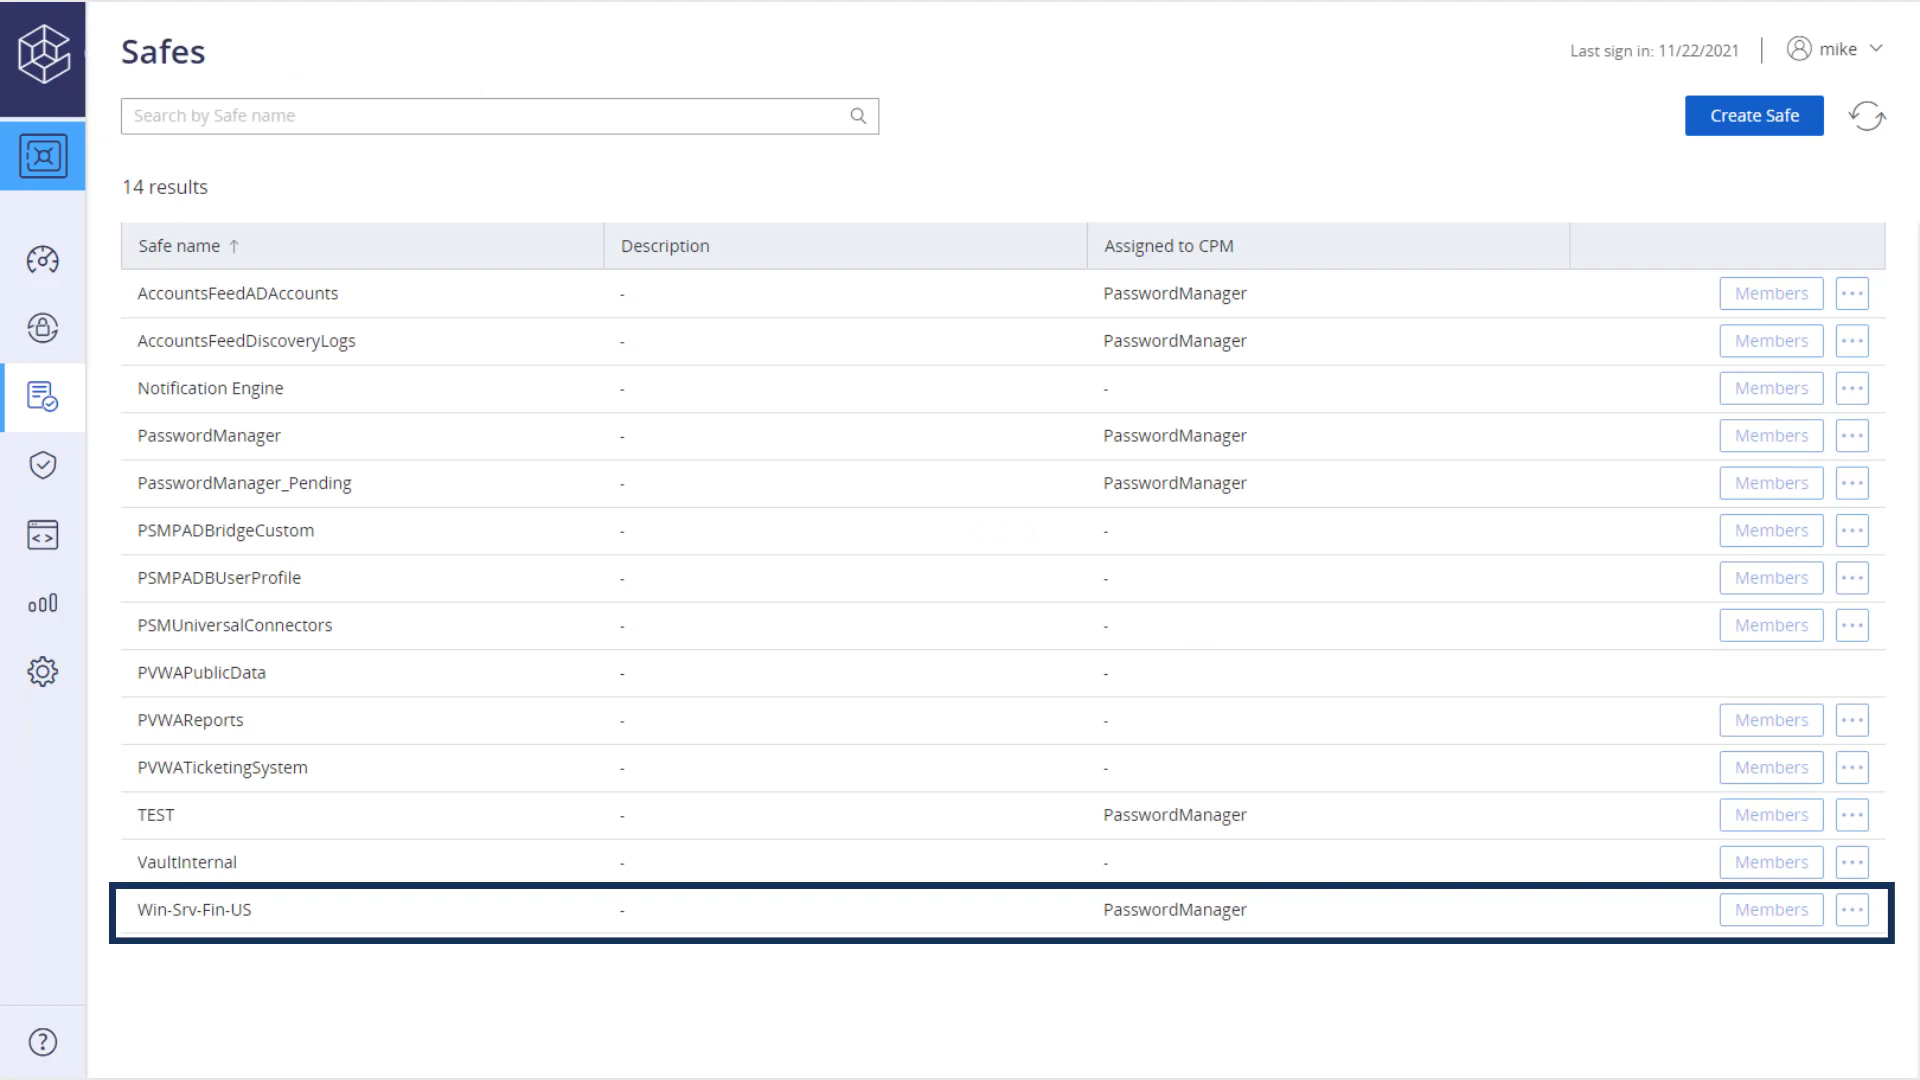 Safes
Last sign in: 11/22/2021
mike
Search by Safe name
Create Safe
14 results
Safe name ↑ Description Assigned to CPM
AccountsFeedADAccounts - PasswordManager Members ...
AccountsFeedDiscoveryLogs - PasswordManager Members ...
Notification Engine - - Members ...
PasswordManager - PasswordManager Members ...
PasswordManager_Pending - PasswordManager Members ...
PSMPADBridgeCustom - - Members ...
PSMPADBUserProfile - - Members ...
PSMUniversalConnectors - - Members ...
PVWAPublicData - -
PVWAReports - - Members ...
PVWATicketingSystem - - Members ...
TEST - PasswordManager Members ...
VaultInternal - - Members ...
Win-Srv-Fin-US - PasswordManager Members ...
?